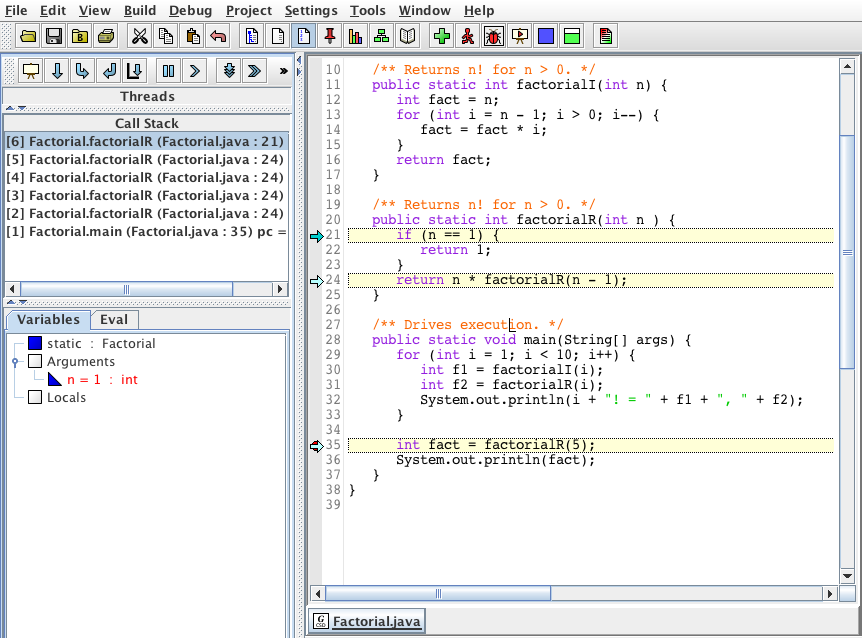 File Edit View Build Debug Project Settings Tools Window Help
»
Threads
Call Stack
[6] Factorial.factorialR (Factorial.java : 21)
[5] Factorial.factorialR (Factorial.java : 24)
[4] Factorial.factorialR (Factorial.java : 24)
[3] Factorial.factorialR (Factorial.java : 24)
[2] Factorial.factorialR (Factorial.java : 24)
[1] Factorial.main (Factorial.java : 35) pc =
Variables Eval
static : Factorial
Arguments
n = 1 : int
Locals
10 /** Returns n! for n > 0. */
11 public static int factorialI(int n) {
12 int fact = n;
13 for (int i = n - 1; i > 0; i--) {
14 fact = fact * i;
15 }
16 return fact;
17 }
18
19 /** Returns n! for n > 0. */
20 public static int factorialR(int n ) {
21 if (n == 1) {
22 return 1;
23 }
24 return n * factorialR(n - 1);
25 }
26
27 /** Drives execution. */
28 public static void main(String[] args) {
29 for (int i = 1; i < 10; i++) {
30 int f1 = factorialI(i);
31 int f2 = factorialR(i);
32 System.out.println(i + "! = " + f1 + ", " + f2);
33 }
34
35 int fact = factorialR(5);
36 System.out.println(fact);
37 }
38 }
39
Factorial.java